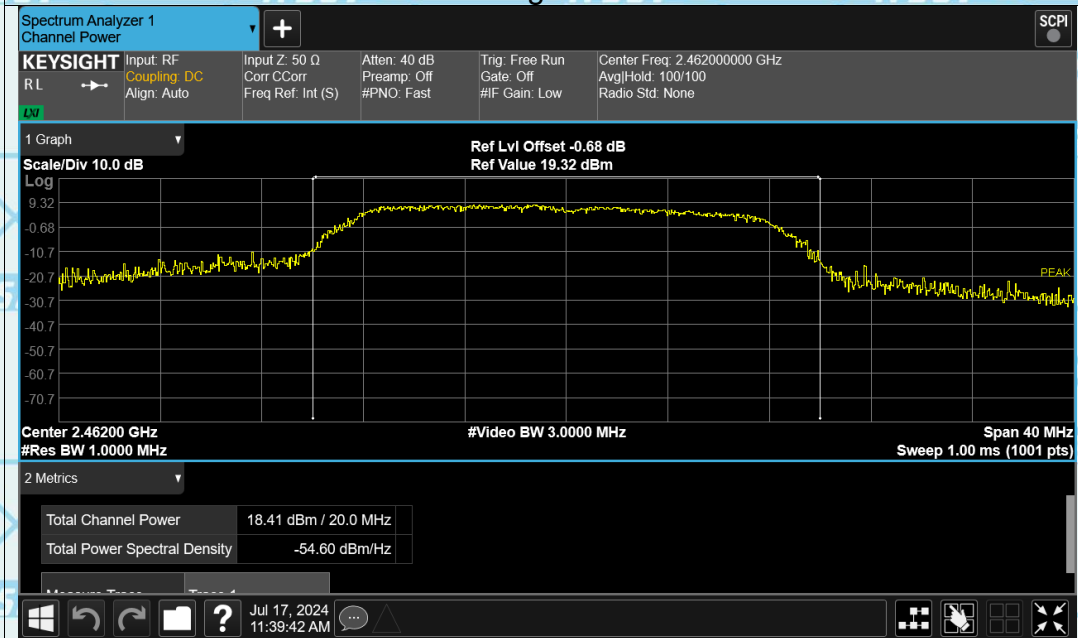 Spectrum Analyzer 1
Channel Power
+
SCPI
KEYSIGHT
R L
LXI
Input: RF
Coupling: DC
Align: Auto
Input Z: 50 Ω
Corr CCorr
Freq Ref: Int (S)
Atten: 40 dB
Preamp: Off
#PNO: Fast
Trig: Free Run
Gate: Off
#IF Gain: Low
Center Freq: 2.462000000 GHz
Avg|Hold: 100/100
Radio Std: None
1 Graph
Scale/Div 10.0 dB
Ref Lvl Offset -0.68 dB
Ref Value 19.32 dBm
Log
9.32
-0.68
-10.7
-20.7
-30.7
-40.7
-50.7
-60.7
-70.7
PEAK
Center 2.46200 GHz
#Video BW 3.0000 MHz
Span 40 MHz
#Res BW 1.0000 MHz
Sweep 1.00 ms (1001 pts)
2 Metrics
Total Channel Power 18.41 dBm / 20.0 MHz
Total Power Spectral Density -54.60 dBm/Hz
?
Jul 17, 2024
11:39:42 AM